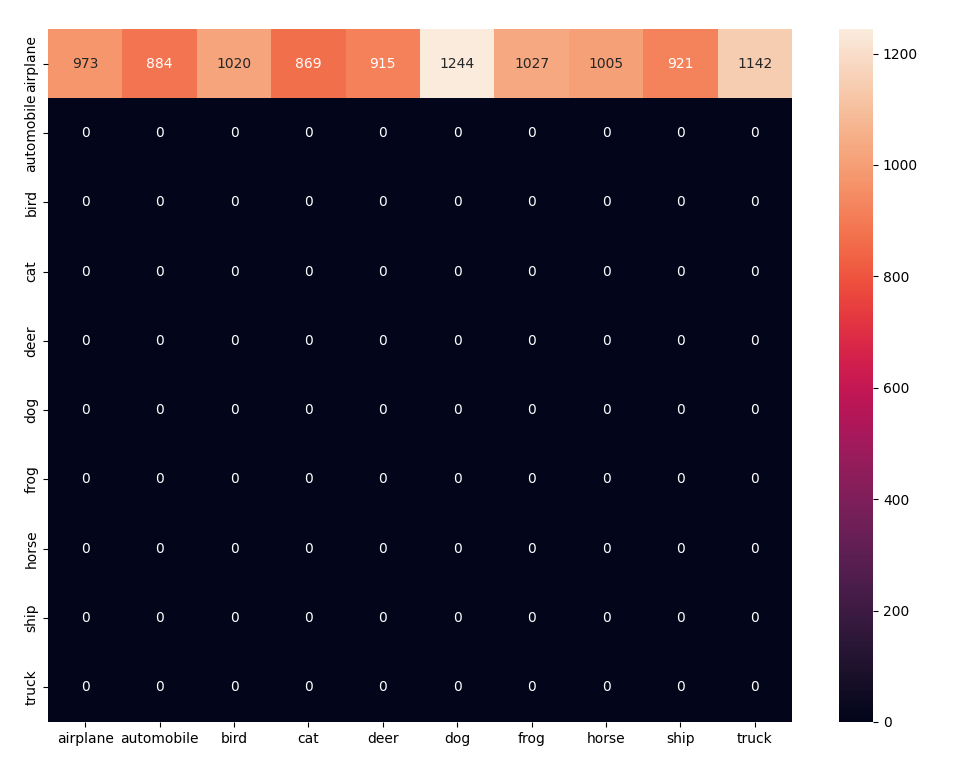 airplane 973 884 1020 869 915 1244 1027 1005 921 1142
automobile 0 0 0 0 0 0 0 0 0 0
bird 0 0 0 0 0 0 0 0 0 0
cat 0 0 0 0 0 0 0 0 0 0
deer 0 0 0 0 0 0 0 0 0 0
dog 0 0 0 0 0 0 0 0 0 0
frog 0 0 0 0 0 0 0 0 0 0
horse 0 0 0 0 0 0 0 0 0 0
ship 0 0 0 0 0 0 0 0 0 0
truck 0 0 0 0 0 0 0 0 0 0
airplane automobile bird cat deer dog frog horse ship truck
1200
1000
800
600
400
200
0